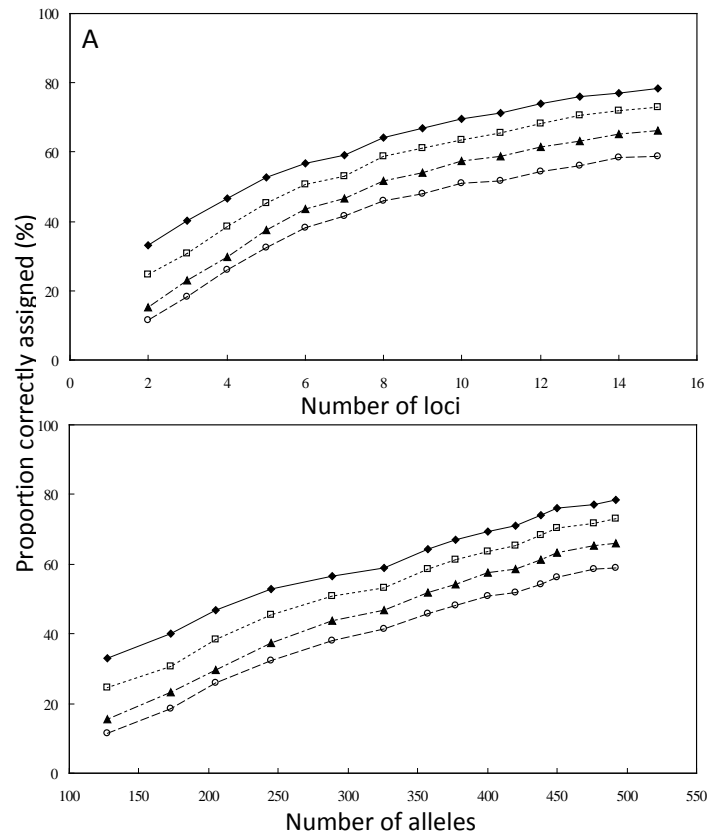 A
100
80
60
40
20
0
0 2 4 6 8 10 12 14 16
Number of loci
Proportion correctly assigned (%)
100
80
60
40
20
0
100 150 200 250 300 350 400 450 500 550
Number of alleles